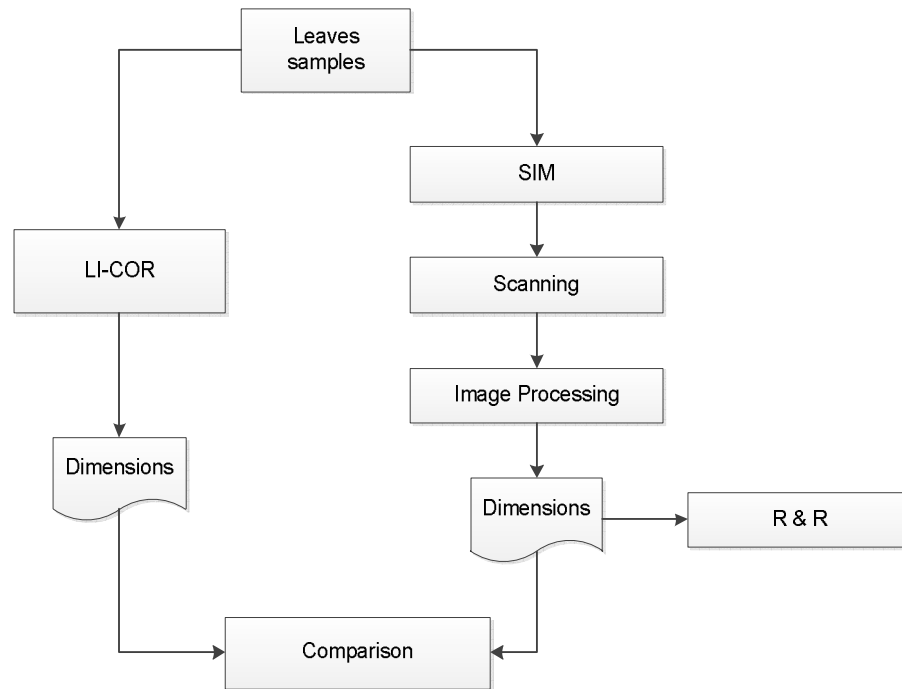 Leaves
samples
SIM
LI-COR
Scanning
Image Processing
Dimensions
Dimensions
R & R
Comparison